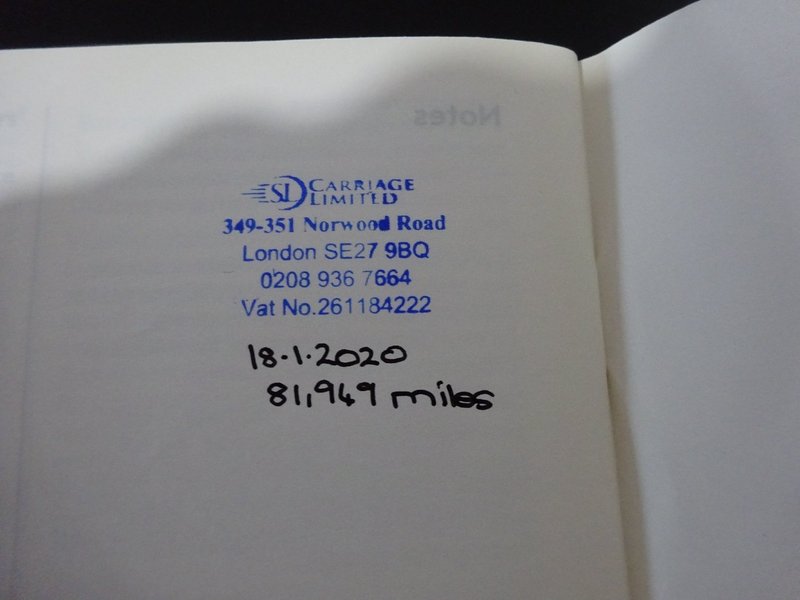 Notes
SD CARRIAGE
LIMITED
349-351 Norwood Road
London SE27 9BQ
0208 936 7664
Vat No.261184222
18.1.2020
81,949 miles